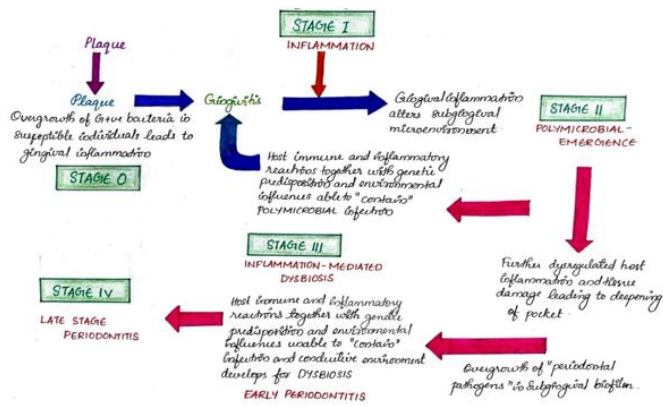 Plaque
Plaque
Overgrowth of G+ve bacteria in
susceptible individuals leads to
gingival inflammation
STAGE 0
STAGE I
INFLAMMATION
Gingivitis
Gingival inflammation
alters subgingival
microenvironment
STAGE II
POLYMICROBIAL-
EMERGENCE
Host immune and inflammatory
reactions together with genetic
predisposition and environmental
influences able to "contain"
POLYMICROBIAL infection
Further dysregulated host
inflammation and tissue
damage leading to deepening
of pocket.
Overgrowth of "periodontal
pathogens" in subgingival biofilm.
STAGE III
INFLAMMATION-MEDIATED
DYSBIOSIS
Host immune and inflammatory
reactions together with genetic
predisposition and environmental
influences unable to "contain"
infection and conducive environment
develops for DYSBIOSIS
EARLY PERIODONTITIS
STAGE IV
LATE STAGE
PERIODONTITIS